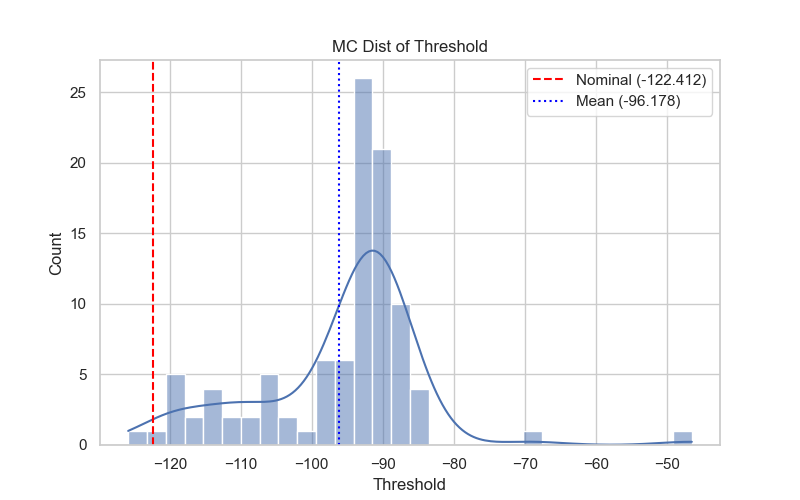 MC Dist of Threshold
Nominal (-122.412)
Mean (-96.178)
Count
25
20
15
10
5
0
−120 −110 −100 −90 −80 −70 −60 −50
Threshold